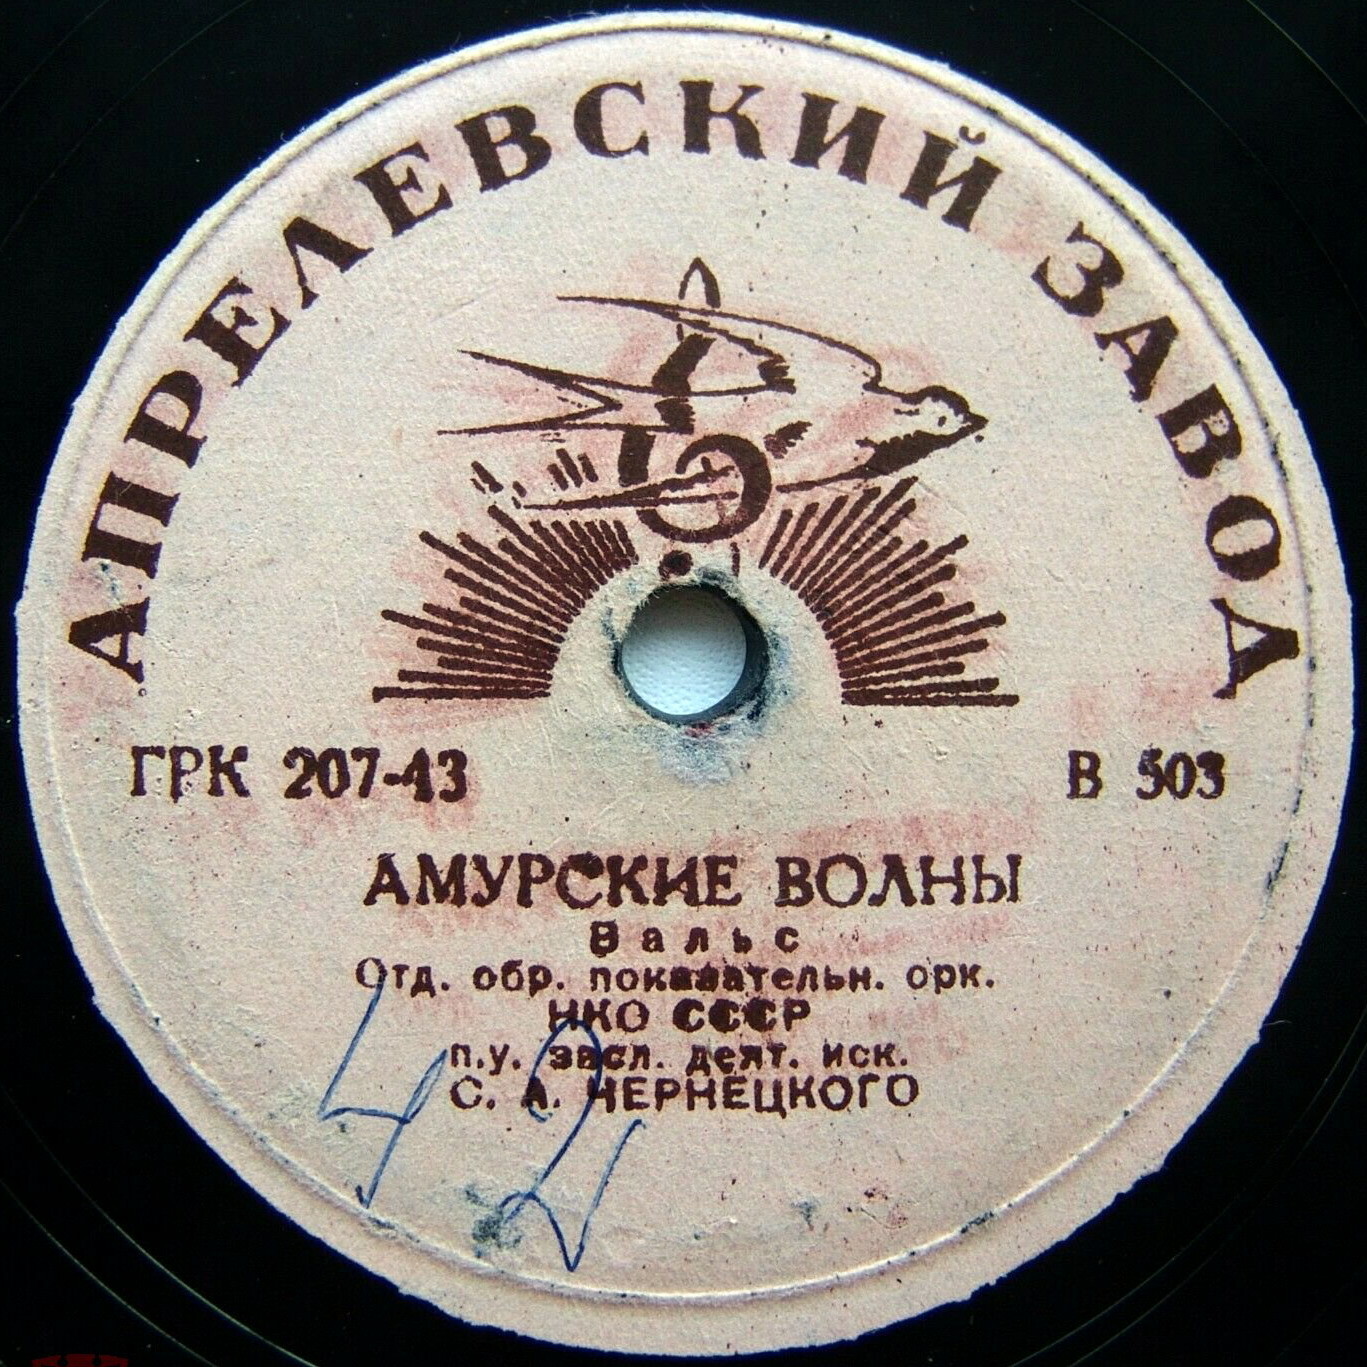 АПРЕЛЕВСКИЙ ЗАВОД
ГРК 207-43 В 503
АМУРСКИЕ ВОЛНЫ
Вальс
Отд. обр. показательн. орк.
НКО СССР
п.у. засл. деят. иск.
С. А. ЧЕРНЕЦКОГО
42